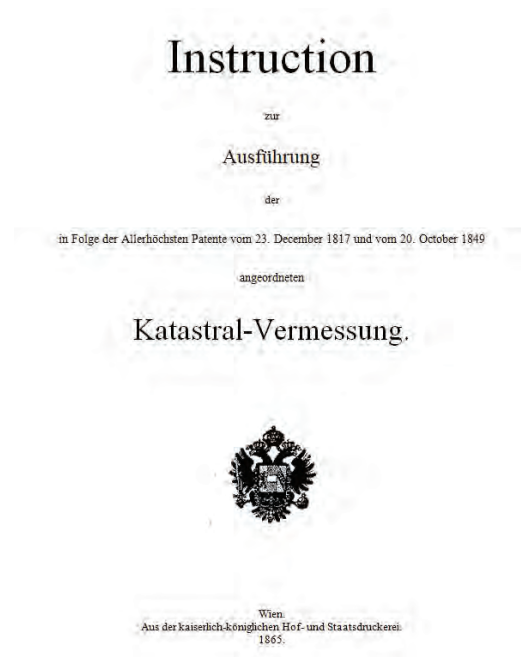 Instruction
zur
Ausführung
der
in Folge der Allerhöchsten Patente vom 23. December 1817 und vom 20. October 1849
angeordneten
Katastral-Vermessung.
Wien.
Aus der kaiserlich-königlichen Hof- und Staatsdruckerei.
1865.